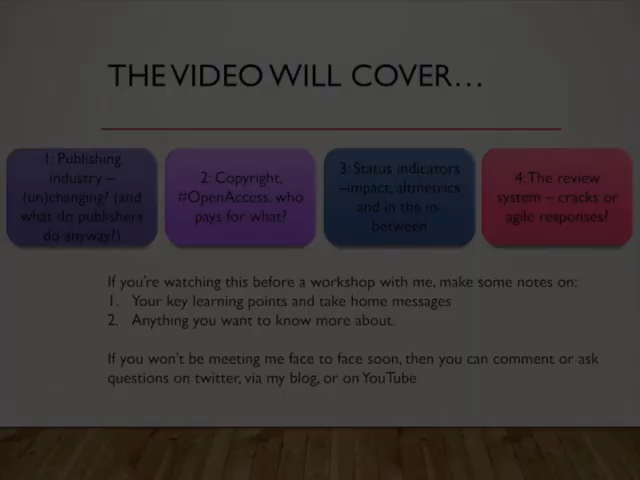 THE VIDEO WILL COVER…
1: Publishing
industry –
(un)changing? (and
what do publishers
do anyway?)
2: Copyright,
#OpenAccess, who
pays for what?
3: Status indicators
–impact, altmetrics
and in the in-
between
4: The review
system – cracks or
agile responses?
If you're watching this before a workshop with me, make some notes on:
1. Your key learning points and take home messages
2. Anything you want to know more about.
If you won't be meeting me face to face soon, then you can comment or ask
questions on twitter, via my blog, or on YouTube